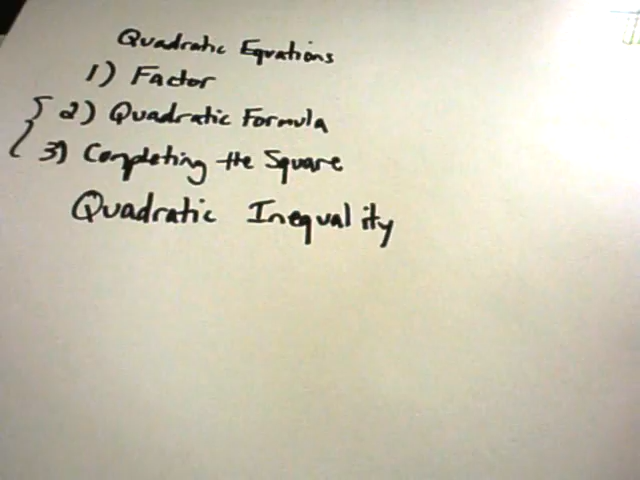 Quadratic Equations
1) Factor
2) Quadratic Formula
3) Completing the Square
Quadratic Inequality